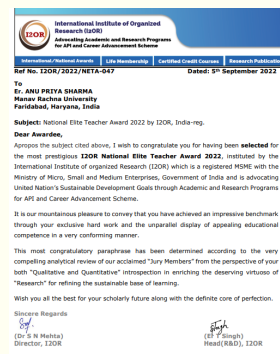 International Institute of Organized
Research (I2OR)
Advocating Academic and Research Programs
for API and Career Advancement Scheme
I2OR
International/National Awards Life Membership Certified Credit Courses Research Publication
Ref No. I2OR/2022/NETA-047 Dated: 5th September 2022
To
Er. ANU PRIYA SHARMA
Manav Rachna University
Faridabad, Haryana, India
Subject: National Elite Teacher Award 2022 by I2OR, India-reg.
Dear Awardee,
Apropos the subject cited above, I wish to congratulate you for having been selected for
the most prestigious I2OR National Elite Teacher Award 2022, instituted by the
International Institute of organized Research (I2OR) which is a registered MSME with the
Ministry of Micro, Small and Medium Enterprises, Government of India and is advocating
United Nation's Sustainable Development Goals through Academic and Research Programs
for API and Career Advancement Scheme.
It is our mountainous pleasure to convey that you have achieved an impressive benchmark
through your exclusive hard work and the unparallel display of appealing educational
competence in a very conforming manner.
This most congratulatory paraphrase has been determined according to the very
compelling analytical review of our acclaimed "Jury Members" from the perspective of your
both "Qualitative and Quantitative" introspection in enriching the deserving virtuoso of
"Research" for refining the sustainable base of learning.
Wish you all the best for your scholarly future along with the definite core of perfection.
Sincere Regards
(Dr S N Mehta) (Er T Singh)
Director, I2OR Head(R&D), I2OR